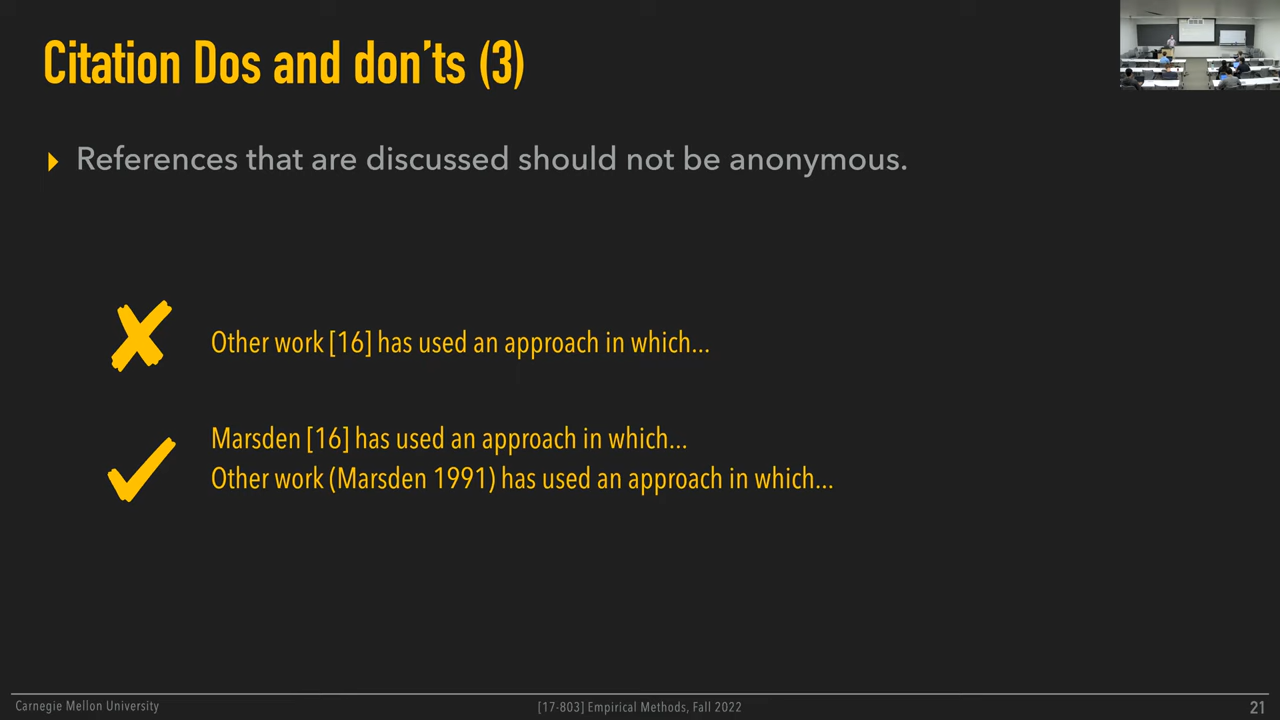 Citation Dos and don'ts (3)
References that are discussed should not be anonymous.
Other work [16] has used an approach in which...
Marsden [16] has used an approach in which...
Other work (Marsden 1991) has used an approach in which...
Carnegie Mellon University
[17-803] Empirical Methods, Fall 2022
21